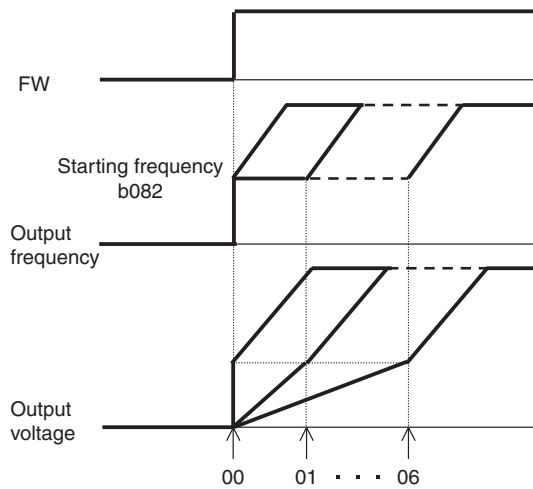 FW
Starting frequency
b082
Output
frequency
Output
voltage
00 01 · · · · 06